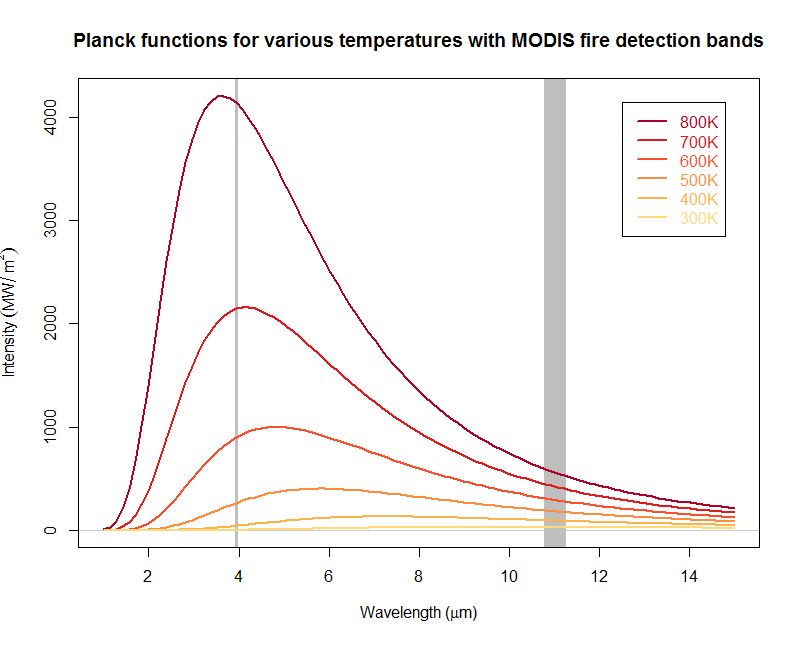 Planck functions for various temperatures with MODIS fire detection bands
Intensity (MW/ m²)
4000
3000
2000
1000
0
800K
700K
600K
500K
400K
300K
2 4 6 8 10 12 14
Wavelength (μm)